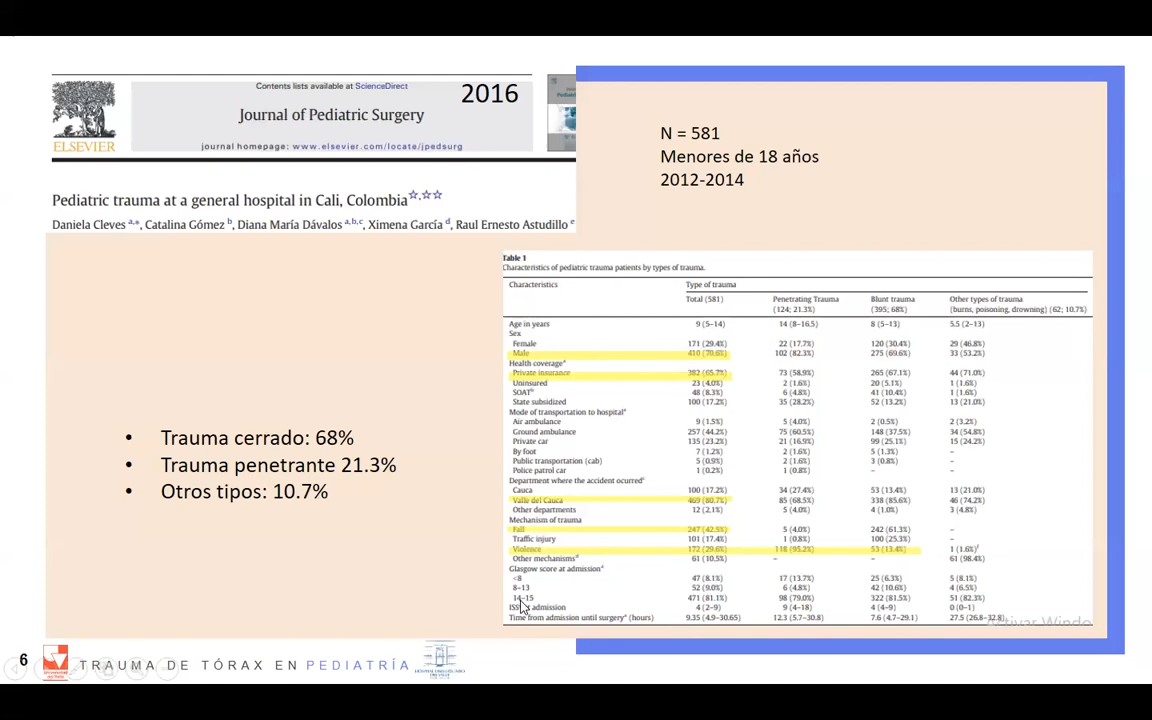 Contents lists available at ScienceDirect
2016
Journal of Pediatric Surgery
ELSEVIER
journal homepage: www.elsevier.com/locate/jpedsurg
Pediatric trauma at a general hospital in Cali, Colombia☆,☆☆
Daniela Cleves a,*, Catalina Gómez b, Diana María Dávalos a,b,c, Ximena García d, Raul Ernesto Astudillo e
N = 581
Menores de 18 años
2012-2014
Table 1
Characteristics of pediatric trauma patients by types of trauma.
Characteristics Type of trauma
Total (581) Penetrating Trauma (124; 21.3%) Blunt trauma (395; 68%) Other types of trauma (burns, poisoning, drowning) (62; 10.7%)
Age in years 9 (5–14) 14 (8–16.5) 8 (5–13) 5.5 (2–13)
Sex
Female 171 (29.4%) 22 (17.7%) 120 (30.4%) 29 (46.8%)
Male 410 (70.6%) 102 (82.3%) 275 (69.6%) 33 (53.2%)
Health coverage a
Private insurance 382 (65.7%) 73 (58.9%) 265 (67.1%) 44 (71.0%)
Uninsured 23 (4.0%) 2 (1.6%) 20 (5.1%) 1 (1.6%)
SOAT b 48 (8.3%) 6 (4.8%) 41 (10.4%) 1 (1.6%)
State subsidized 100 (17.2%) 35 (28.2%) 52 (13.2%) 13 (21.0%)
Mode of transportation to hospital
Air ambulance 9 (1.5%) 5 (4.0%) 2 (0.5%) 2 (3.2%)
Ground ambulance 257 (44.2%) 75 (60.5%) 148 (37.5%) 34 (54.8%)
Private car 135 (23.2%) 21 (16.9%) 99 (25.1%) 15 (24.2%)
By foot 7 (1.2%) 2 (1.6%) 5 (1.3%) –
Public transportation (cab) 5 (0.9%) 2 (1.6%) 3 (0.8%) –
Police patrol car 1 (0.2%) 1 (0.8%) – –
Department where the accident ocurred
Cauca 100 (17.2%) 34 (27.4%) 53 (13.4%) 13 (21.0%)
Valle del Cauca 469 (80.7%) 85 (68.5%) 338 (85.6%) 46 (74.2%)
Other departments 12 (2.1%) 5 (4.0%) 4 (1.0%) 3 (4.8%)
Mechanism of trauma
Fall 247 (42.5%) 5 (4.0%) 242 (61.3%) –
Traffic injury 101 (17.4%) 1 (0.8%) 100 (25.3%) –
Violence 172 (29.6%) 118 (95.2%) 53 (13.4%) 1 (1.6%)
Other mechanisms d 61 (10.5%) – – 61 (98.4%)
Glasgow score at admission
<8 47 (8.1%) 17 (13.7%) 25 (6.3%) 5 (8.1%)
8–13 52 (9.0%) 6 (4.8%) 42 (10.6%) 4 (6.5%)
14–15 471 (81.1%) 98 (79.0%) 322 (81.5%) 51 (82.3%)
admission 4 (2–9) 9 (4–18) 4 (4–9) 0 (0–1)
Time from admission until surgery (hours) 9.35 (4.9–30.65) 12.3 (5.7–30.8) 7.6 (4.7–29.1) 27.5 (26.8–32.8)
• Trauma cerrado: 68%
• Trauma penetrante 21.3%
• Otros tipos: 10.7%
Activar Windo
6
TRAUMA DE TÓRAX EN PEDIATRÍA